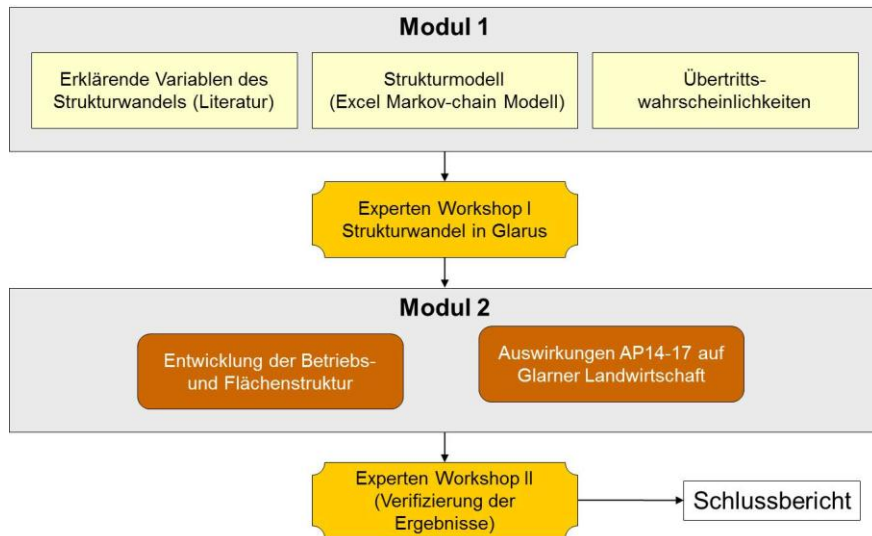 Modul 1
Erklärende Variablen des
Strukturwandels (Literatur)
Strukturmodell
(Excel Markov-chain Modell)
Übertritts-
wahrscheinlichkeiten
Experten Workshop I
Strukturwandel in Glarus
Modul 2
Entwicklung der Betriebs-
und Flächenstruktur
Auswirkungen AP14-17 auf
Glarner Landwirtschaft
Experten Workshop II
(Verifizierung der
Ergebnisse)
Schlussbericht